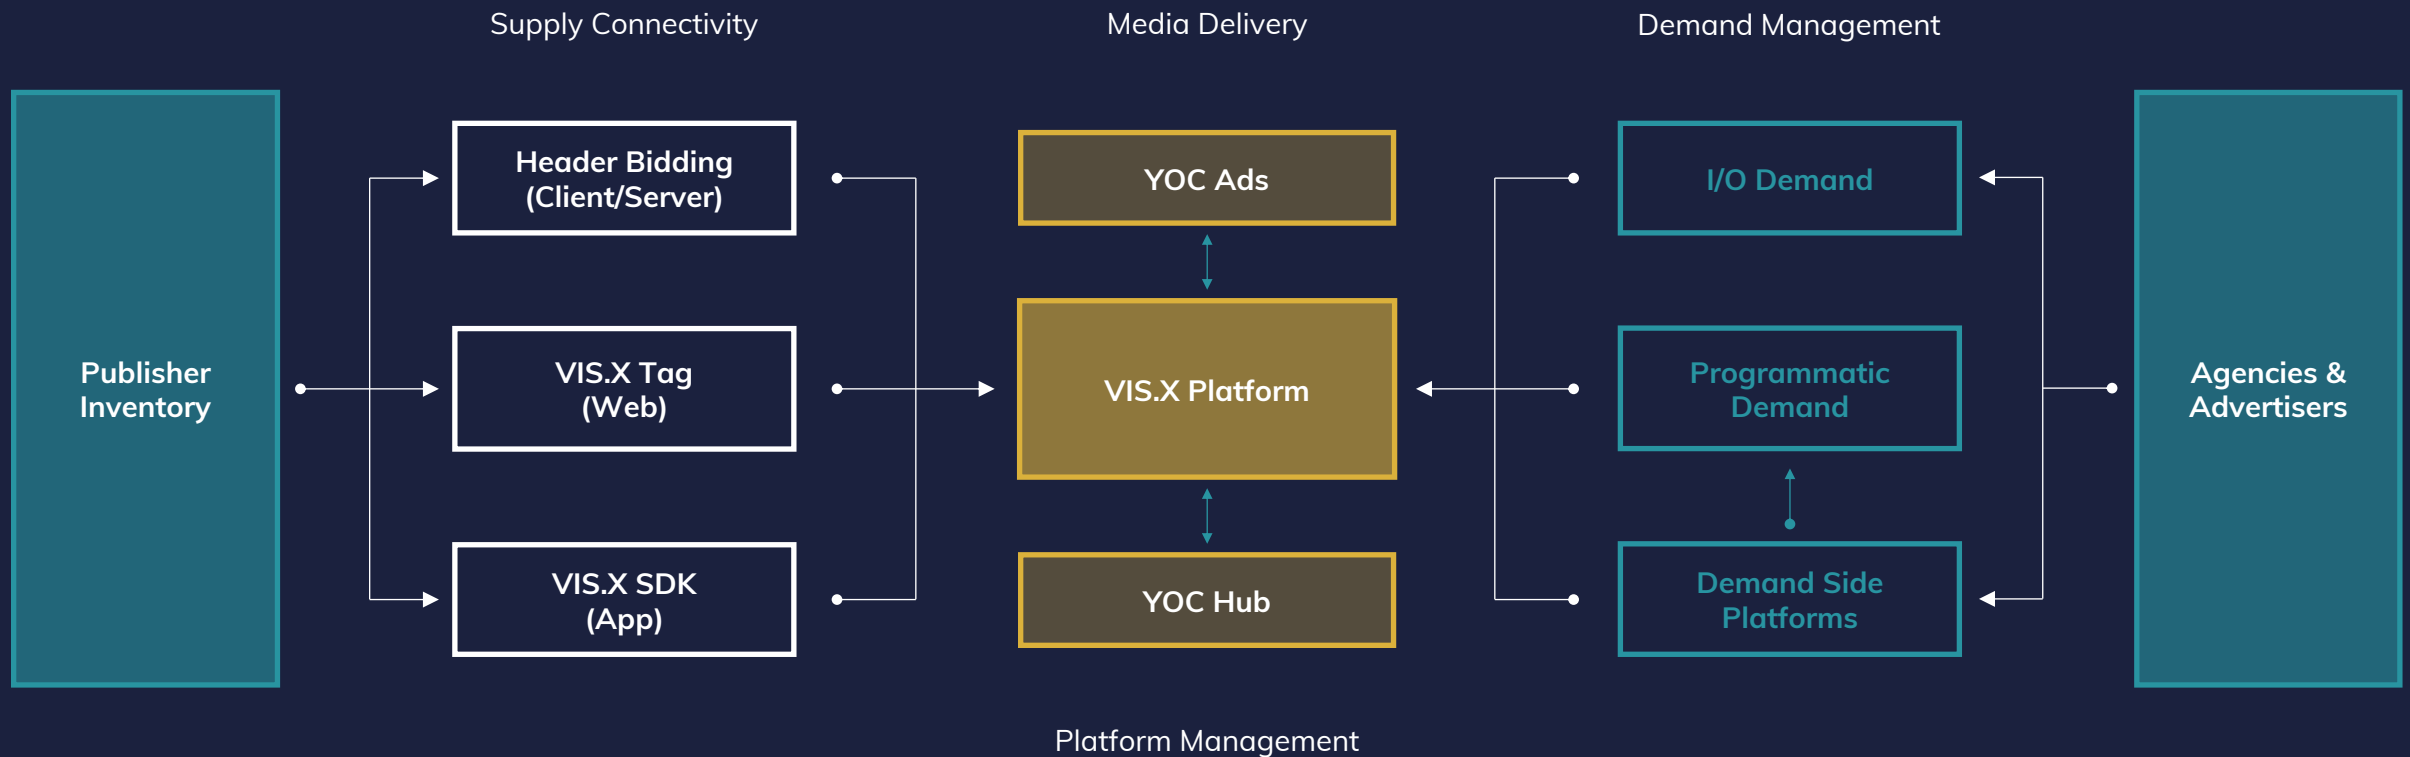 Supply Connectivity
Media Delivery
Demand Management
Publisher
Inventory
Header Bidding
(Client/Server)
VIS.X Tag
(Web)
VIS.X SDK
(App)
YOC Ads
VIS.X Platform
YOC Hub
I/O Demand
Programmatic
Demand
Demand Side
Platforms
Agencies &
Advertisers
Platform Management